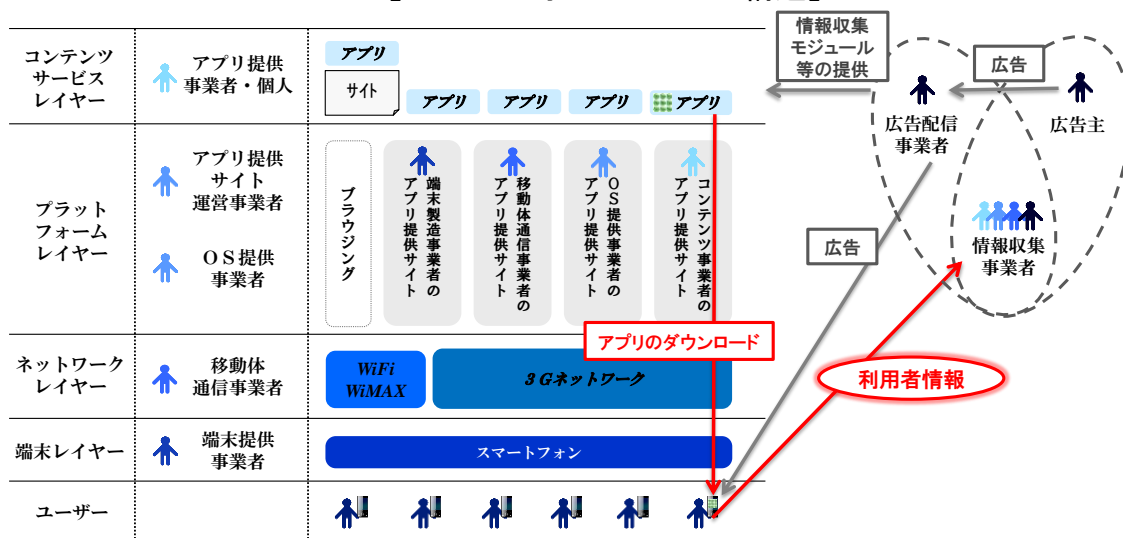 コンテンツ
サービス
レイヤー
アプリ提供
事業者・個人
アプリ
サイト
アプリ
アプリ
アプリ
アプリ
情報収集
モジュール
等の提供
広告
広告配信
事業者
広告主
プラット
フォーム
レイヤー
アプリ提供
サイト
運営事業者
ＯＳ提供
事業者
ブラウジング
端末製造事業者の
アプリ提供サイト
移動体通信事業者の
アプリ提供サイト
ＯＳ提供事業者の
アプリ提供サイト
コンテンツ事業者の
アプリ提供サイト
広告
情報収集
事業者
アプリのダウンロード
ネットワーク
レイヤー
移動体
通信事業者
WiFi
WiMAX
３Gネットワーク
利用者情報
端末レイヤー
端末提供
事業者
スマートフォン
ユーザー